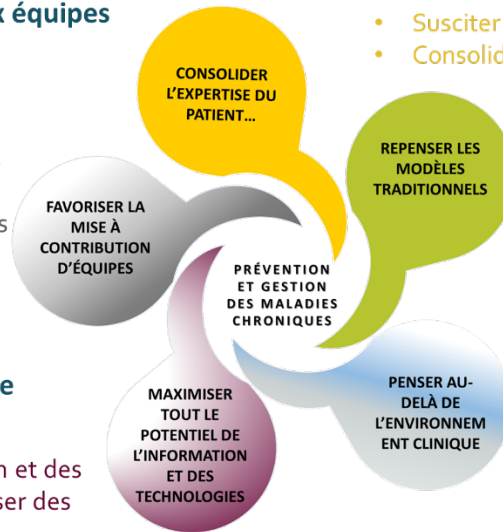 x équipes
• Susciter
• Consolid
CONSOLIDER
L'EXPERTISE DU
PATIENT…
REPENSER LES
MODÈLES
TRADITIONNELS
FAVORISER LA
MISE À
CONTRIBUTION
D'ÉQUIPES
s
PRÉVENTION
ET GESTION
DES MALADIES
CHRONIQUES
PENSER AU-
DELÀ DE
L'ENVIRONNEM
ENT CLINIQUE
e
MAXIMISER
TOUT LE
POTENTIEL DE
L'INFORMATION
ET DES
TECHNOLOGIES
n et des
ser des